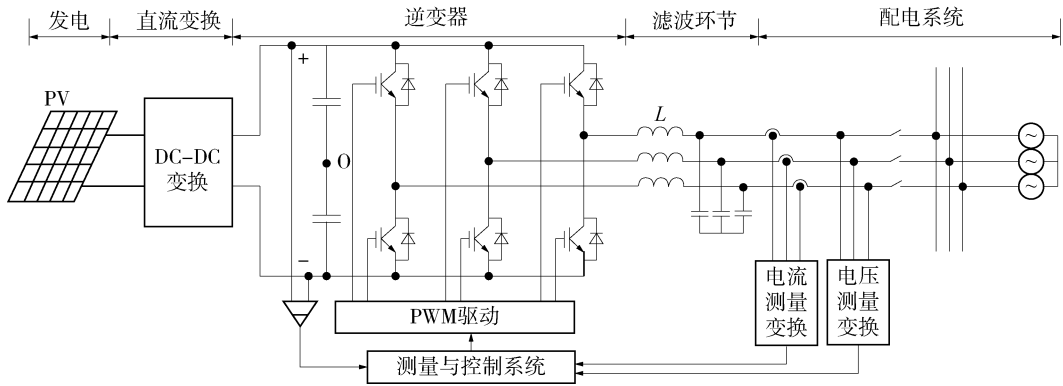 发电
直流变换
逆变器
滤波环节
配电系统
PV
DC-DC
变换
+
O
−
L
~
~
~
PWM驱动
测量与控制系统
电流
测量
变换
电压
测量
变换